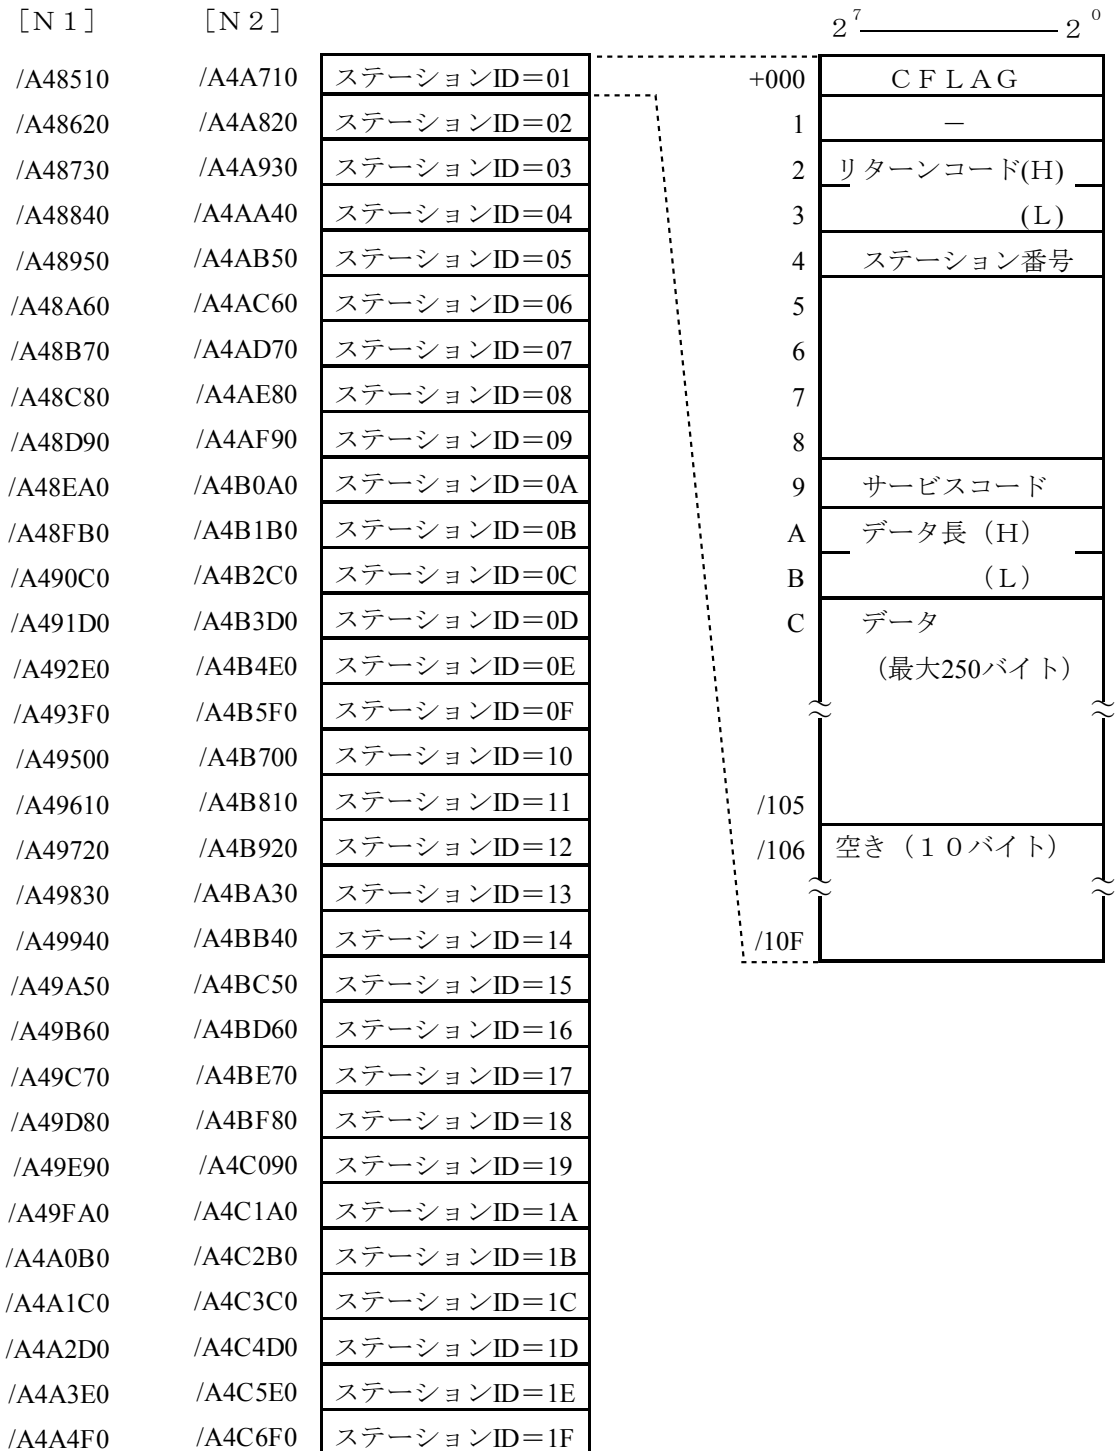 ［N１］ ［N２］ 2⁷ 2⁰
/A48510 /A4A710 ステーションID＝01 +000 ＣＦＬＡＧ
/A48620 /A4A820 ステーションID＝02 1 －
/A48730 /A4A930 ステーションID＝03 2 リターンコード(Ｈ)
/A48840 /A4AA40 ステーションID＝04 3 (Ｌ)
/A48950 /A4AB50 ステーションID＝05 4 ステーション番号
/A48A60 /A4AC60 ステーションID＝06 5
/A48B70 /A4AD70 ステーションID＝07 6
/A48C80 /A4AE80 ステーションID＝08 7
/A48D90 /A4AF90 ステーションID＝09 8
/A48EA0 /A4B0A0 ステーションID＝0A 9 サービスコード
/A48FB0 /A4B1B0 ステーションID＝0B A データ長（Ｈ）
/A490C0 /A4B2C0 ステーションID＝0C B （Ｌ）
/A491D0 /A4B3D0 ステーションID＝0D C データ
/A492E0 /A4B4E0 ステーションID＝0E （最大250バイト）
/A493F0 /A4B5F0 ステーションID＝0F
/A49500 /A4B700 ステーションID＝10
/A49610 /A4B810 ステーションID＝11 /105
/A49720 /A4B920 ステーションID＝12 /106 空き（１０バイト）
/A49830 /A4BA30 ステーションID＝13
/A49940 /A4BB40 ステーションID＝14 /10F
/A49A50 /A4BC50 ステーションID＝15
/A49B60 /A4BD60 ステーションID＝16
/A49C70 /A4BE70 ステーションID＝17
/A49D80 /A4BF80 ステーションID＝18
/A49E90 /A4C090 ステーションID＝19
/A49FA0 /A4C1A0 ステーションID＝1A
/A4A0B0 /A4C2B0 ステーションID＝1B
/A4A1C0 /A4C3C0 ステーションID＝1C
/A4A2D0 /A4C4D0 ステーションID＝1D
/A4A3E0 /A4C5E0 ステーションID＝1E
/A4A4F0 /A4C6F0 ステーションID＝1F